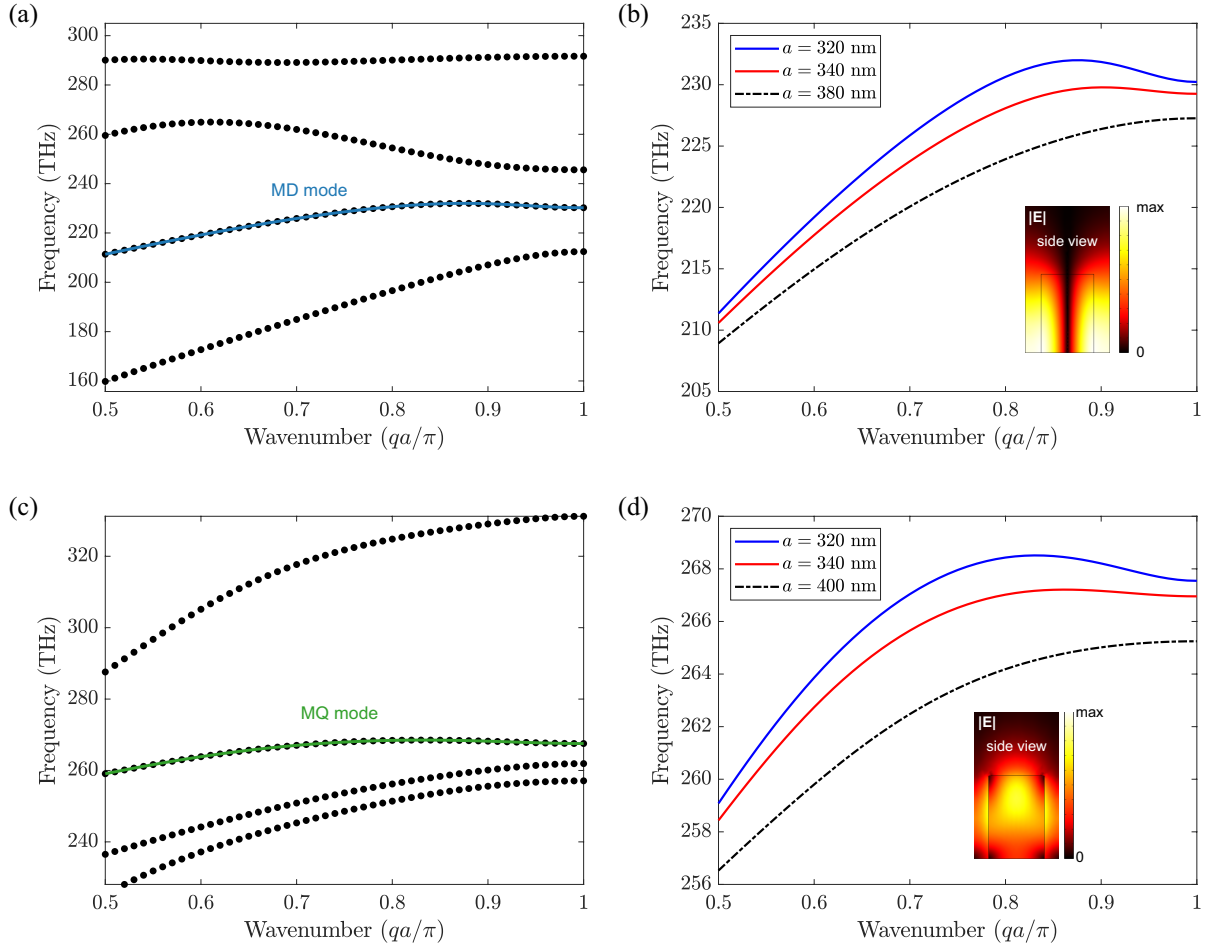 (a)
300
280
260
240
220
200
180
160
Frequency (THz)
MD mode
0.5 0.6 0.7 0.8 0.9 1
Wavenumber (qa/π)
(b)
235
230
225
220
215
210
205
Frequency (THz)
a = 320 nm
a = 340 nm
a = 380 nm
|E|
side view
max
0
0.5 0.6 0.7 0.8 0.9 1
Wavenumber (qa/π)
(c)
320
300
280
260
240
Frequency (THz)
MQ mode
0.5 0.6 0.7 0.8 0.9 1
Wavenumber (qa/π)
(d)
270
268
266
264
262
260
258
256
Frequency (THz)
a = 320 nm
a = 340 nm
a = 400 nm
|E|
side view
max
0
0.5 0.6 0.7 0.8 0.9 1
Wavenumber (qa/π)